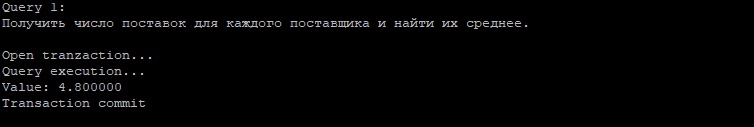 Query 1:
Получить число поставок для каждого поставщика и найти их среднее.
Open tranzaction...
Query execution...
Value: 4.800000
Transaction commit